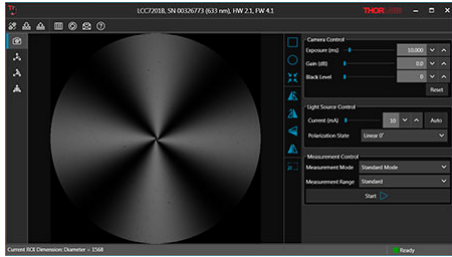 LCC7201B, SN 00326773 (633 nm), HW 2.1, FW 4.1
THORLABS
Camera Control
Exposure (ms) 10.000
Gain (dB) 0.0
Black Level 0
Reset
Light Source Control
Current (mA) 10 Auto
Polarization State Linear 0°
Measurement Control
Measurement Mode Standard Mode
Measurement Range Standard
Start
Current ROI Dimension: Diameter = 1568
Ready